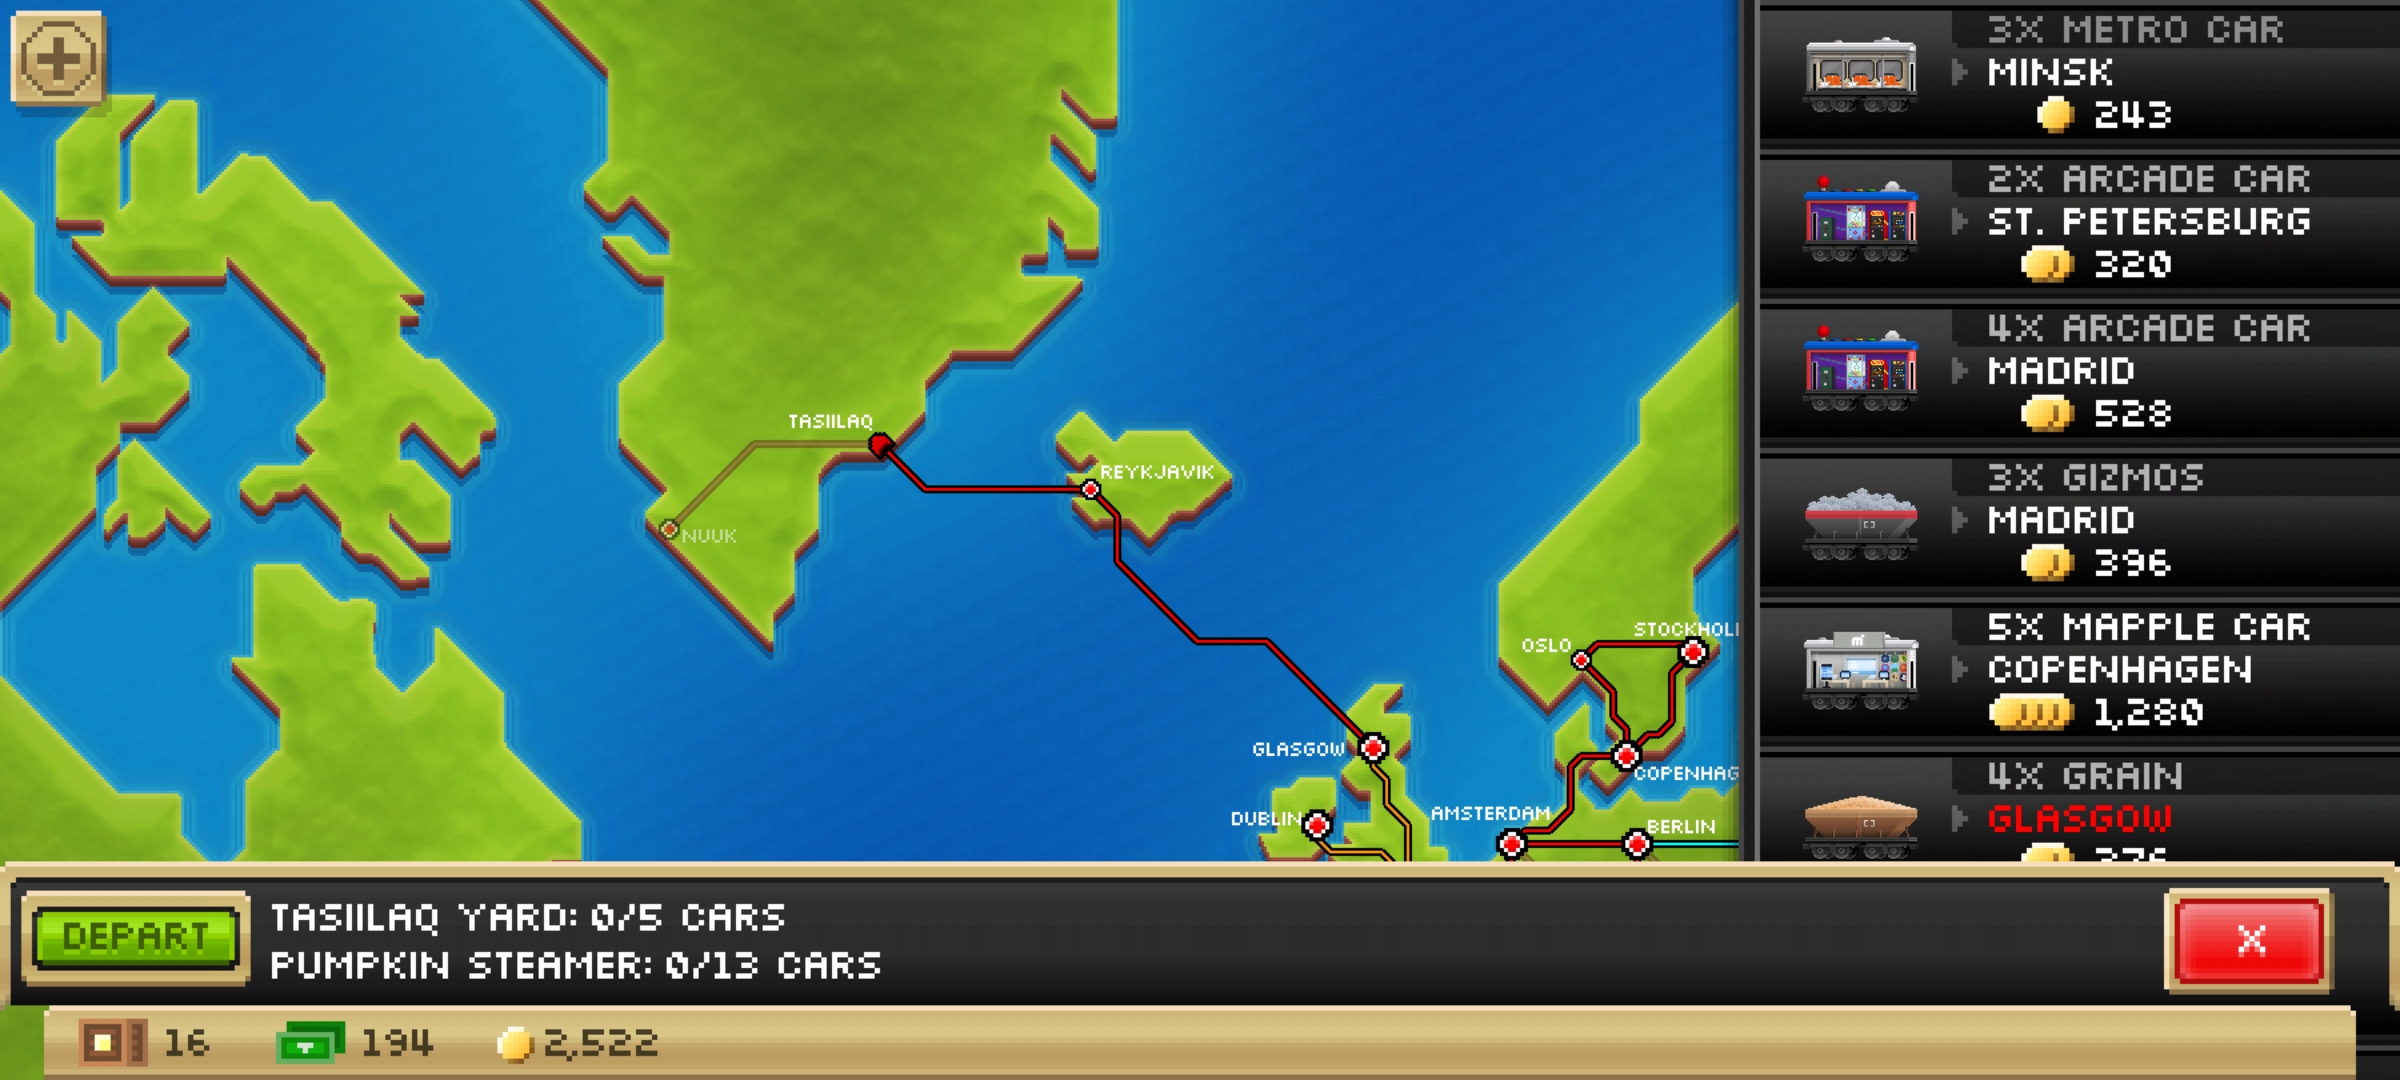 3X METRO CAR
MINSK
243
2X ARCADE CAR
ST. PETERSBURG
320
4X ARCADE CAR
MADRID
528
3X GIZMOS
MADRID
396
5X MAPPLE CAR
COPENHAGEN
1,280
4X GRAIN
GLASGOW
TASIILAQ
REYKJAVIK
NUUK
OSLO
STOCKHOL
GLASGOW
COPENHAG
DUBLIN
AMSTERDAM
BERLIN
DEPART
TASIILAQ YARD: 0/5 CARS
PUMPKIN STEAMER: 0/13 CARS
X
16
194
2,522